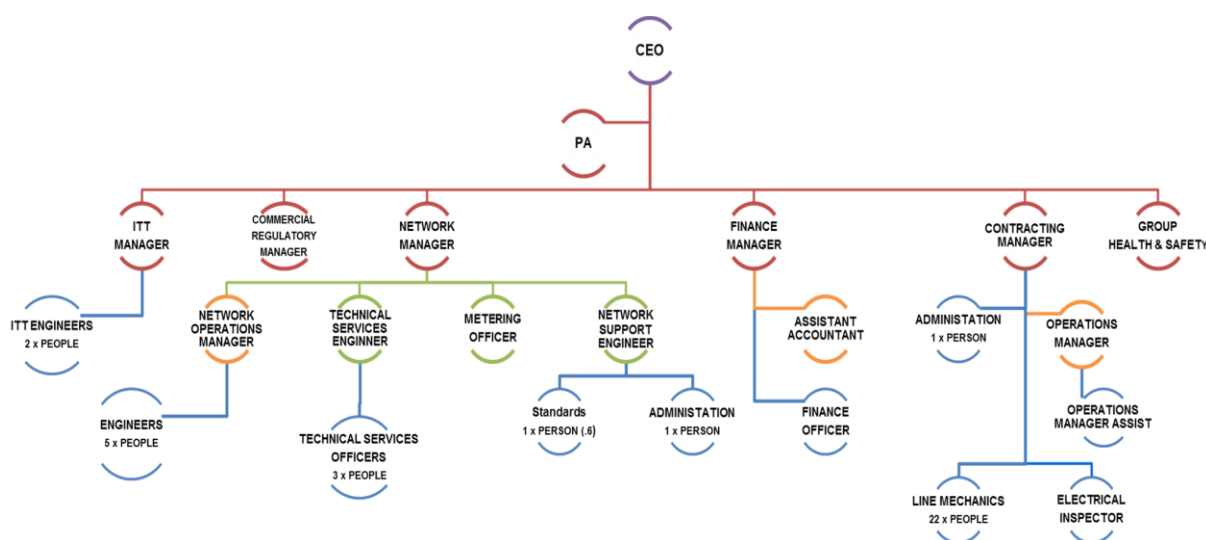 CEO
PA
ITT
MANAGER
COMMERCIAL
REGULATORY
MANAGER
NETWORK
MANAGER
FINANCE
MANAGER
CONTRACTING
MANAGER
GROUP
HEALTH & SAFETY
ITT ENGINEERS
2 x PEOPLE
NETWORK
OPERATIONS
MANAGER
TECHNICAL
SERVICES
ENGINNER
METERING
OFFICER
NETWORK
SUPPORT
ENGINEER
ASSISTANT
ACCOUNTANT
ADMINISTATION
1 x PERSON
OPERATIONS
MANAGER
ENGINEERS
5 x PEOPLE
TECHNICAL SERVICES
OFFICERS
3 x PEOPLE
Standards
1 x PERSON (.6)
ADMINISTATION
1 x PERSON
FINANCE
OFFICER
OPERATIONS
MANAGER ASSIST
LINE MECHANICS
22 x PEOPLE
ELECTRICAL
INSPECTOR